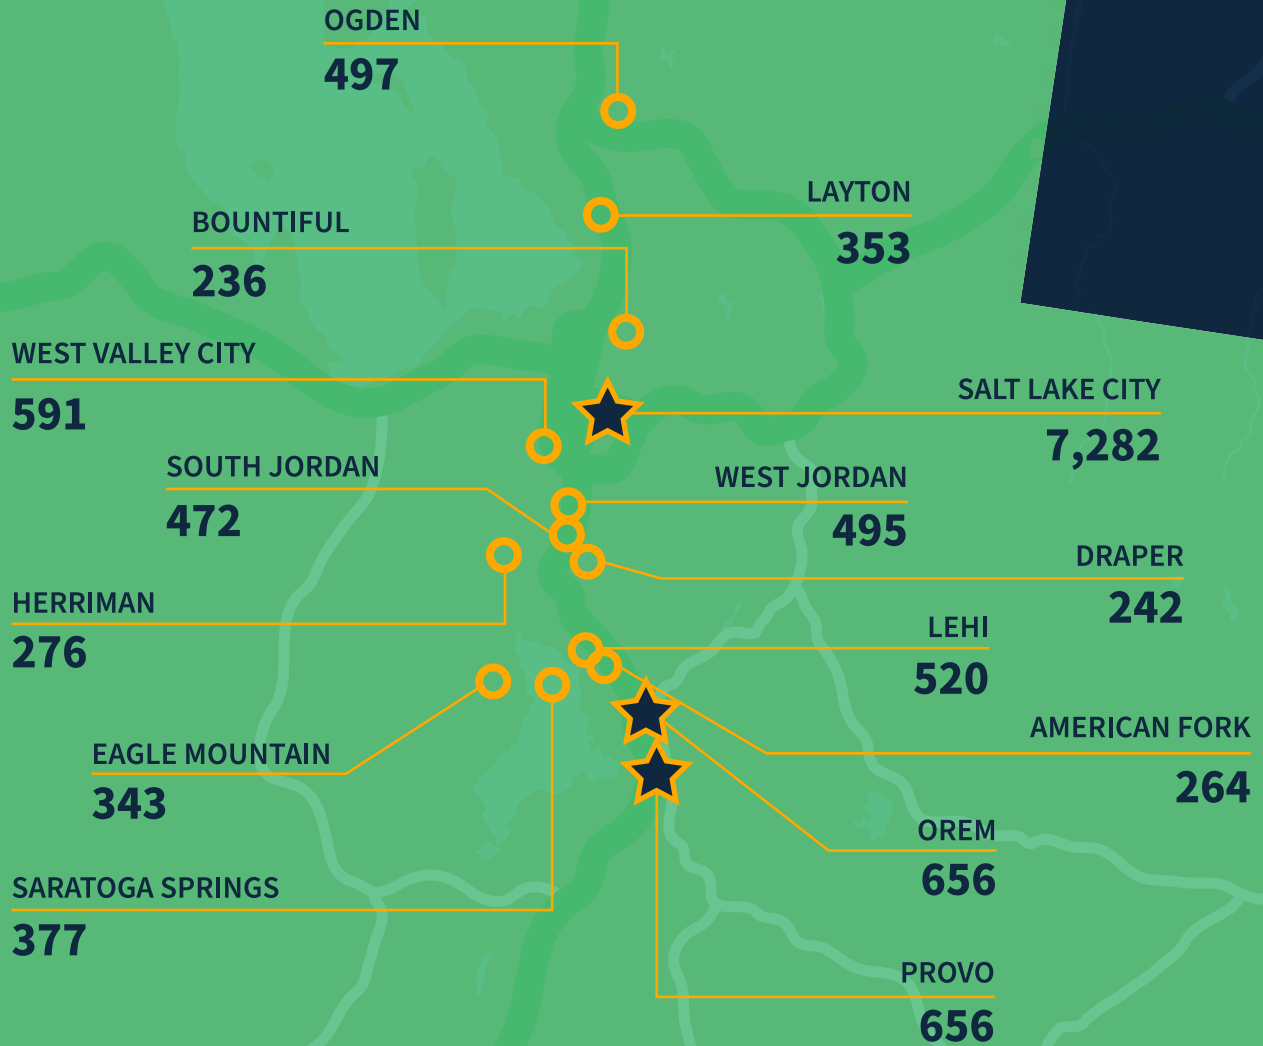 OGDEN
497
LAYTON
353
BOUNTIFUL
236
WEST VALLEY CITY
591
SALT LAKE CITY
7,282
SOUTH JORDAN
472
WEST JORDAN
495
DRAPER
242
HERRIMAN
276
LEHI
520
AMERICAN FORK
264
EAGLE MOUNTAIN
343
OREM
656
SARATOGA SPRINGS
377
PROVO
656